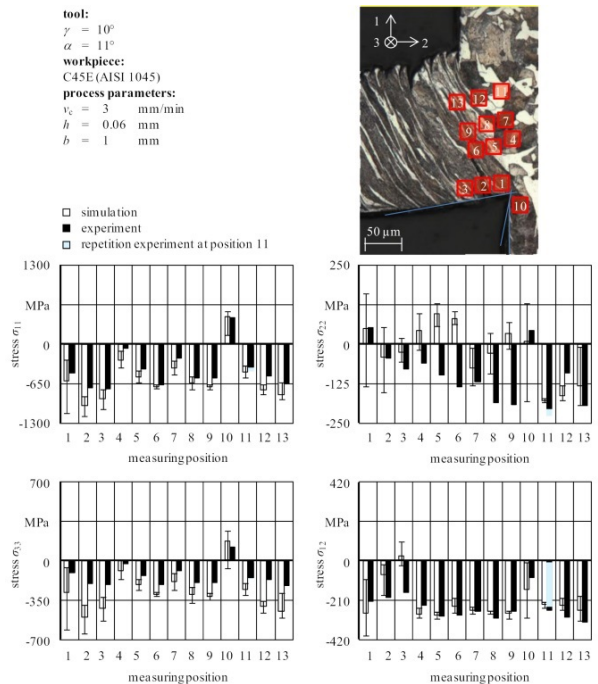 tool:
γ = 10°
α = 11°
workpiece:
C45E (AISI 1045)
process parameters:
v_c = 3 mm/min
h = 0.06 mm
b = 1 mm
1
3 2
13 12 11
9 8 7
6 5 4
3 2 1
10
50 µm
simulation
experiment
repetition experiment at position 11
1300
MPa
0
-650
-1300
stress σ11
1 2 3 4 5 6 7 8 9 10 11 12 13
measuring position
250
MPa
0
-125
-250
stress σ22
1 2 3 4 5 6 7 8 9 10 11 12 13
measuring position
700
MPa
0
-350
-700
stress σ33
1 2 3 4 5 6 7 8 9 10 11 12 13
measuring position
420
MPa
0
-210
-420
stress σ12
1 2 3 4 5 6 7 8 9 10 11 12 13
measuring position